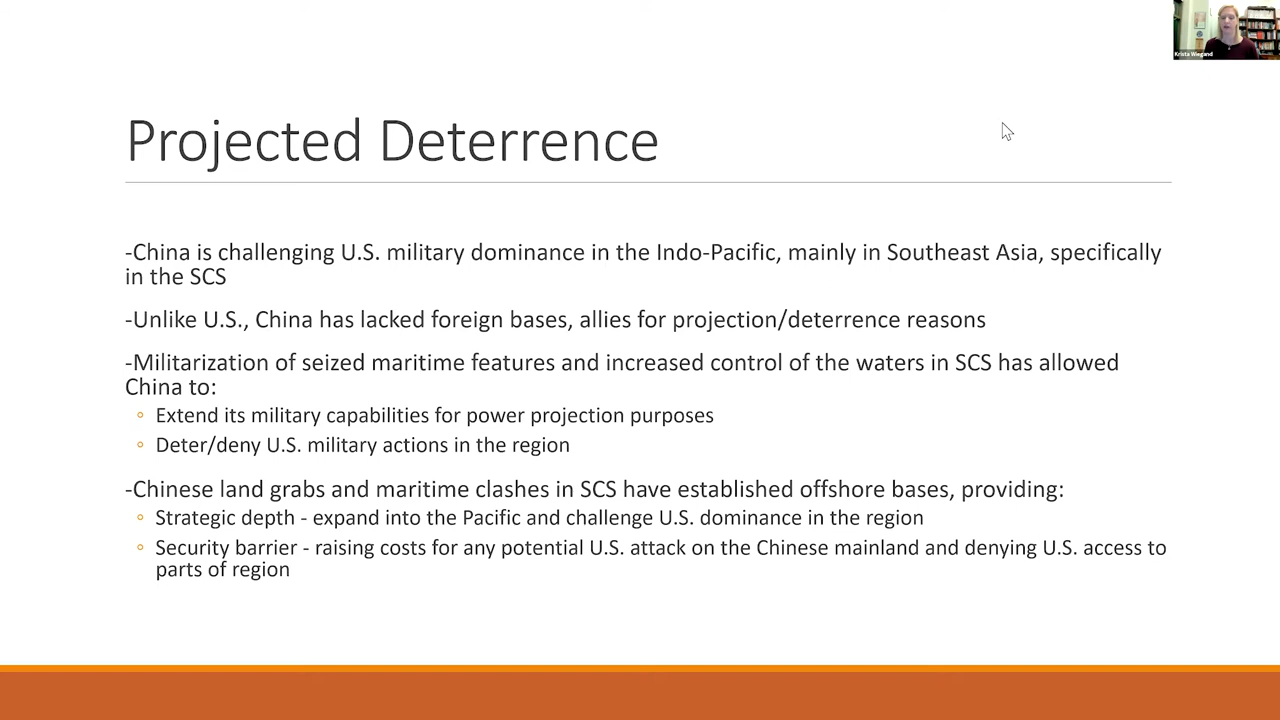 Krista Wiegand
Projected Deterrence
-China is challenging U.S. military dominance in the Indo-Pacific, mainly in Southeast Asia, specifically
in the SCS
-Unlike U.S., China has lacked foreign bases, allies for projection/deterrence reasons
-Militarization of seized maritime features and increased control of the waters in SCS has allowed
China to:
◦ Extend its military capabilities for power projection purposes
◦ Deter/deny U.S. military actions in the region
-Chinese land grabs and maritime clashes in SCS have established offshore bases, providing:
◦ Strategic depth - expand into the Pacific and challenge U.S. dominance in the region
◦ Security barrier - raising costs for any potential U.S. attack on the Chinese mainland and denying U.S. access to
parts of region